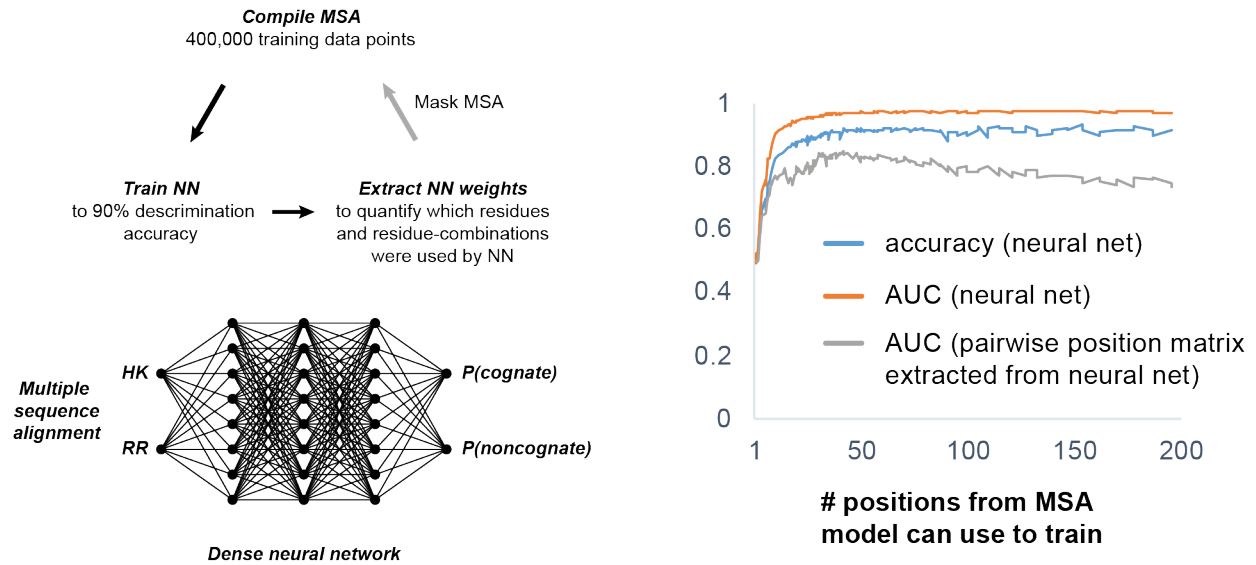 Compile MSA
400,000 training data points
Mask MSA
Train NN
to 90% descrimination
accuracy
Extract NN weights
to quantify which residues
and residue-combinations
were used by NN
Multiple
sequence
alignment
HK
RR
P(cognate)
P(noncognate)
Dense neural network
1
0.8
0.6
0.4
0.2
0
1
50
100
150
200
accuracy (neural net)
AUC (neural net)
AUC (pairwise position matrix
extracted from neural net)
# positions from MSA
model can use to train